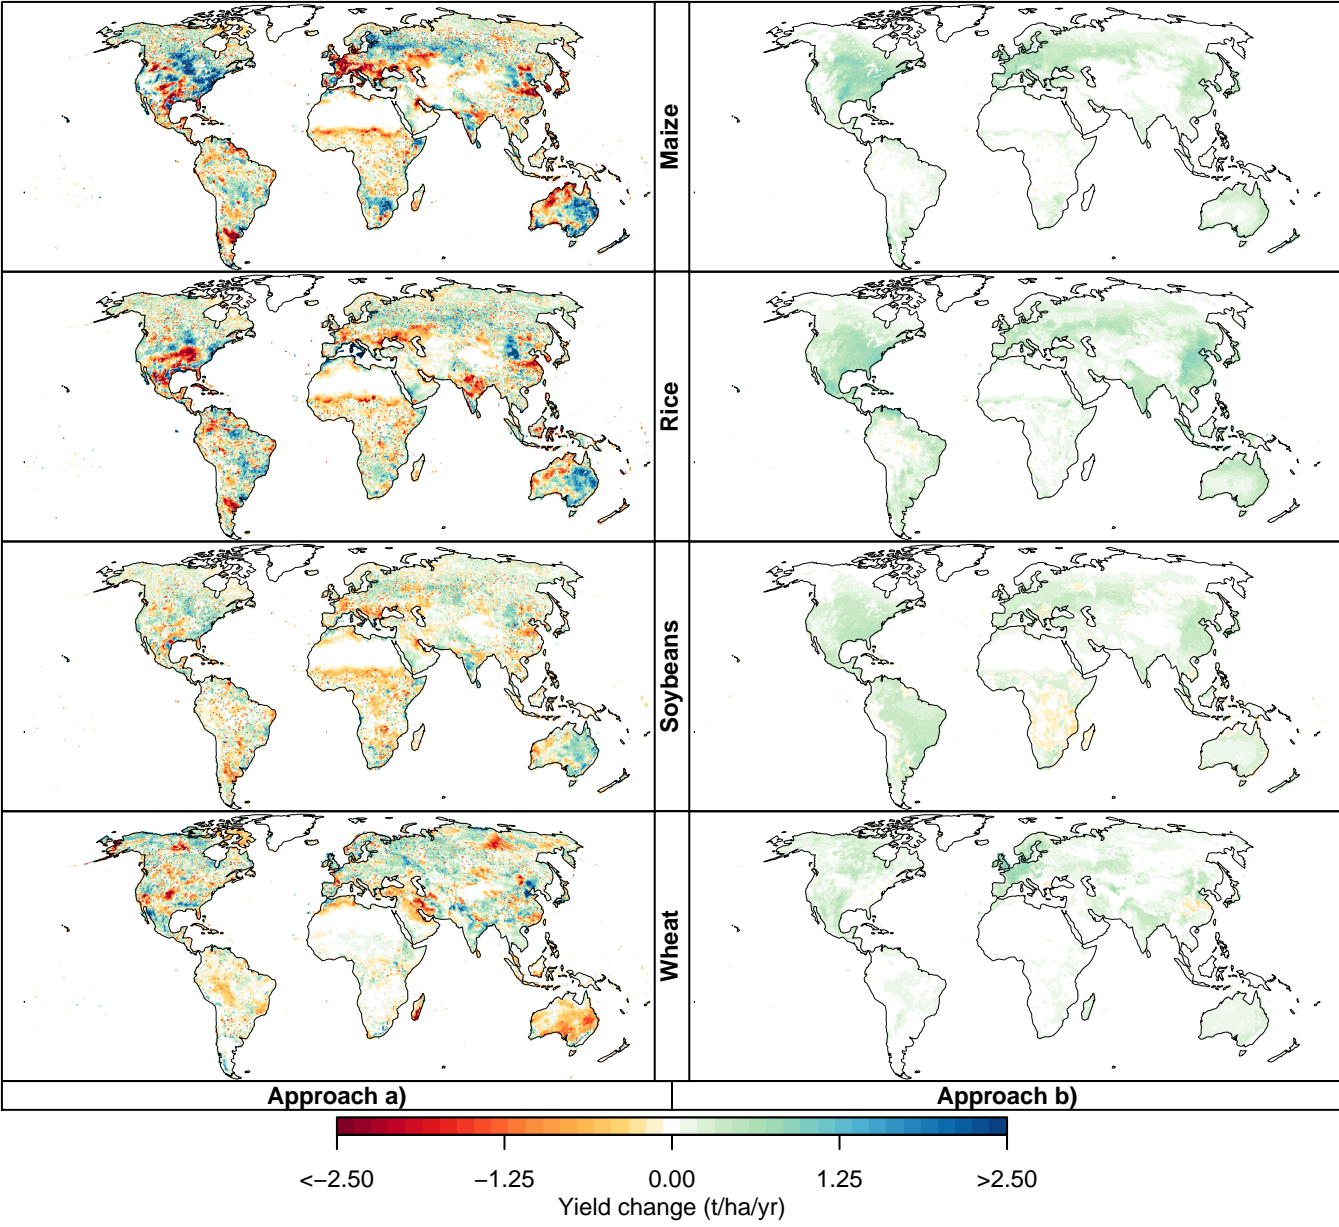 Maize
Rice
Soybeans
Wheat
Approach a)
Approach b)
<−2.50
−1.25
0.00
1.25
>2.50
Yield change (t/ha/yr)